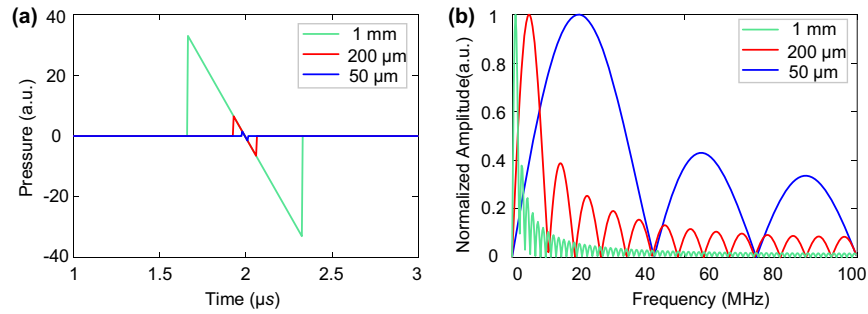 (a)
40
20
0
-20
-40
Pressure (a.u.)
1
1.5
2
2.5
3
Time (μs)
1 mm
200 μm
50 μm
(b)
1
0.8
0.6
0.4
0.2
0
Normalized Amplitude(a.u.)
0
20
40
60
80
100
Frequency (MHz)
1 mm
200 μm
50 μm